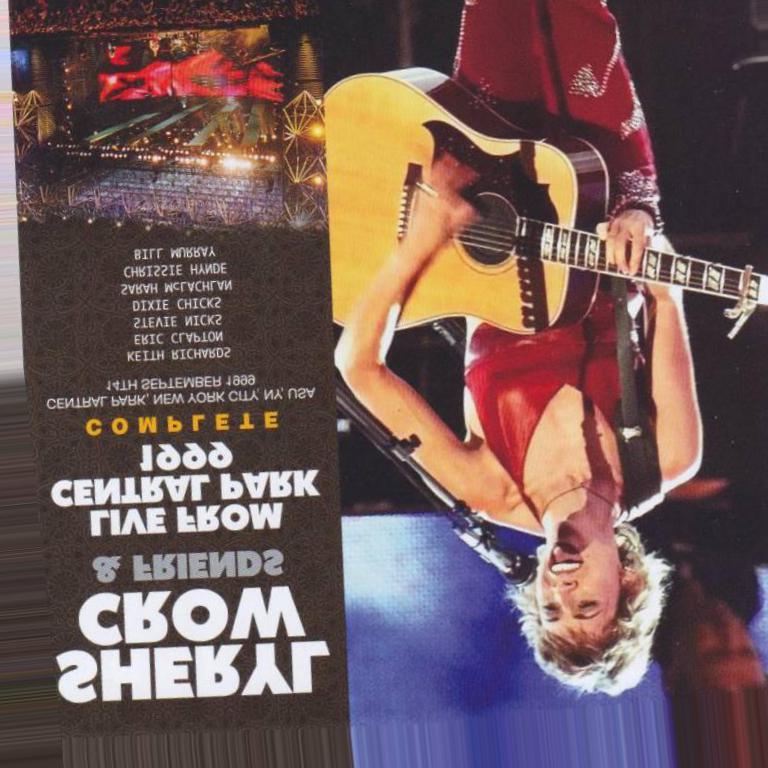 SHERYL
CROW
& FRIENDS
LIVE FROM
CENTRAL PARK
1999
COMPLETE
CENTRAL PARK, NEW YORK CITY, NY, USA
14TH SEPTEMBER 1999
KEITH RICHARDS
ERIC CLAPTON
STEVIE NICKS
DIXIE CHICKS
SARAH McLACHLAN
CHRISSIE HYNDE
BILL MURRAY